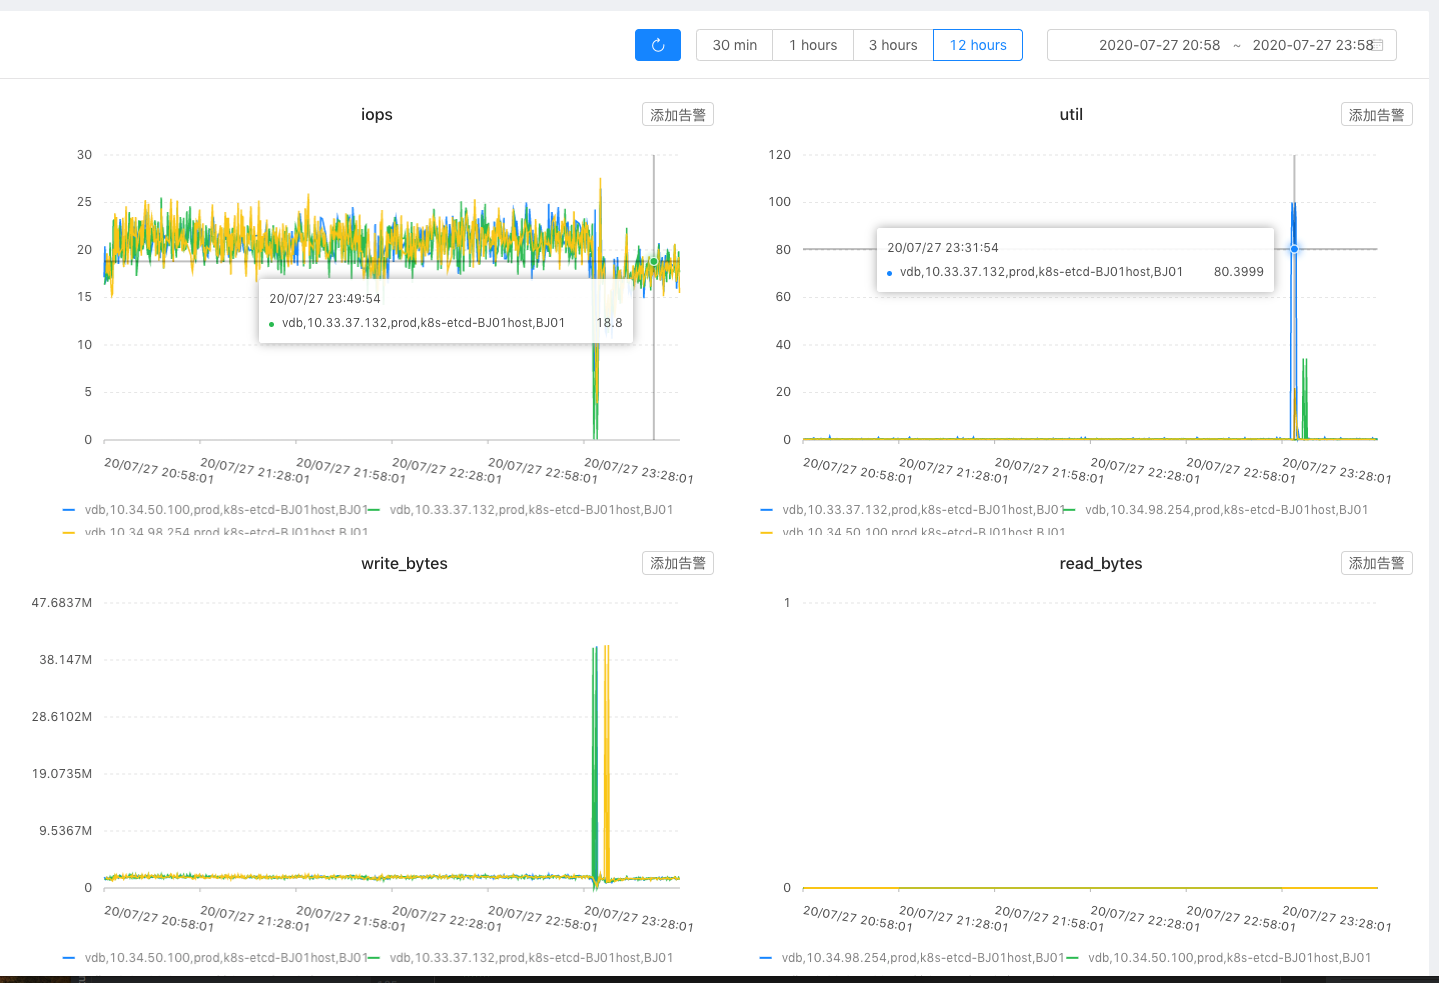 30 min 1 hours 3 hours 12 hours 2020-07-27 20:58 ~ 2020-07-27 23:58
iops 添加告警
30
25
20
15
10
5
0
20/07/27 23:49:54
vdb,10.33.37.132,prod,k8s-etcd-BJ01host,BJ01 18.8
20/07/27 20:58:01 20/07/27 21:28:01 20/07/27 21:58:01 20/07/27 22:28:01 20/07/27 22:58:01 20/07/27 23:28:01
vdb,10.34.50.100,prod,k8s-etcd-BJ01host,BJ01 vdb,10.33.37.132,prod,k8s-etcd-BJ01host,BJ01
vdb,10.34.98.254,prod,k8s-etcd-BJ01host,BJ01
util 添加告警
120
100
80
60
40
20
0
20/07/27 23:31:54
vdb,10.33.37.132,prod,k8s-etcd-BJ01host,BJ01 80.3999
20/07/27 20:58:01 20/07/27 21:28:01 20/07/27 21:58:01 20/07/27 22:28:01 20/07/27 22:58:01 20/07/27 23:28:01
vdb,10.33.37.132,prod,k8s-etcd-BJ01host,BJ01 vdb,10.34.98.254,prod,k8s-etcd-BJ01host,BJ01
vdb,10.34.50.100,prod,k8s-etcd-BJ01host,BJ01
write_bytes 添加告警
47.6837M
38.147M
28.6102M
19.0735M
9.5367M
0
20/07/27 20:58:01 20/07/27 21:28:01 20/07/27 21:58:01 20/07/27 22:28:01 20/07/27 22:58:01 20/07/27 23:28:01
vdb,10.34.50.100,prod,k8s-etcd-BJ01host,BJ01 vdb,10.33.37.132,prod,k8s-etcd-BJ01host,BJ01
read_bytes 添加告警
1
0
20/07/27 20:58:01 20/07/27 21:28:01 20/07/27 21:58:01 20/07/27 22:28:01 20/07/27 22:58:01 20/07/27 23:28:01
vdb,10.34.98.254,prod,k8s-etcd-BJ01host,BJ01 vdb,10.34.50.100,prod,k8s-etcd-BJ01host,BJ01